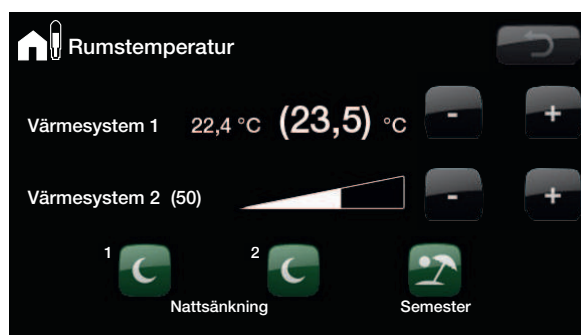 Rumstemperatur
Värmesystem 1 22,4 °C (23,5) °C - +
Värmesystem 2 (50) - +
1 2
Nattsänkning Semester